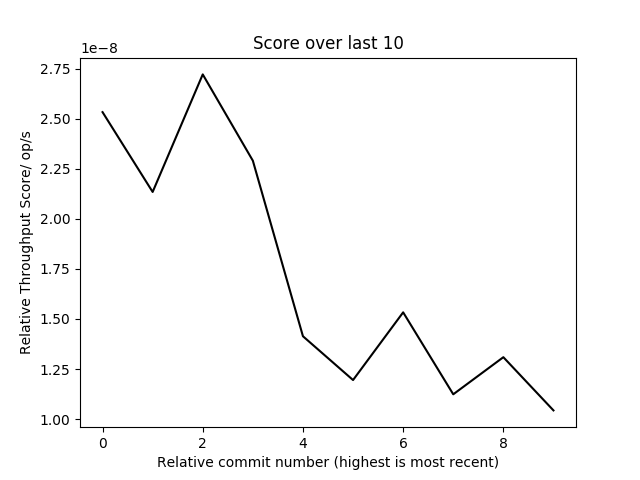 Score over last 10
1e−8
2.75
2.50
2.25
2.00
1.75
1.50
1.25
1.00
Relative Throughput Score/ op/s
0 2 4 6 8
Relative commit number (highest is most recent)